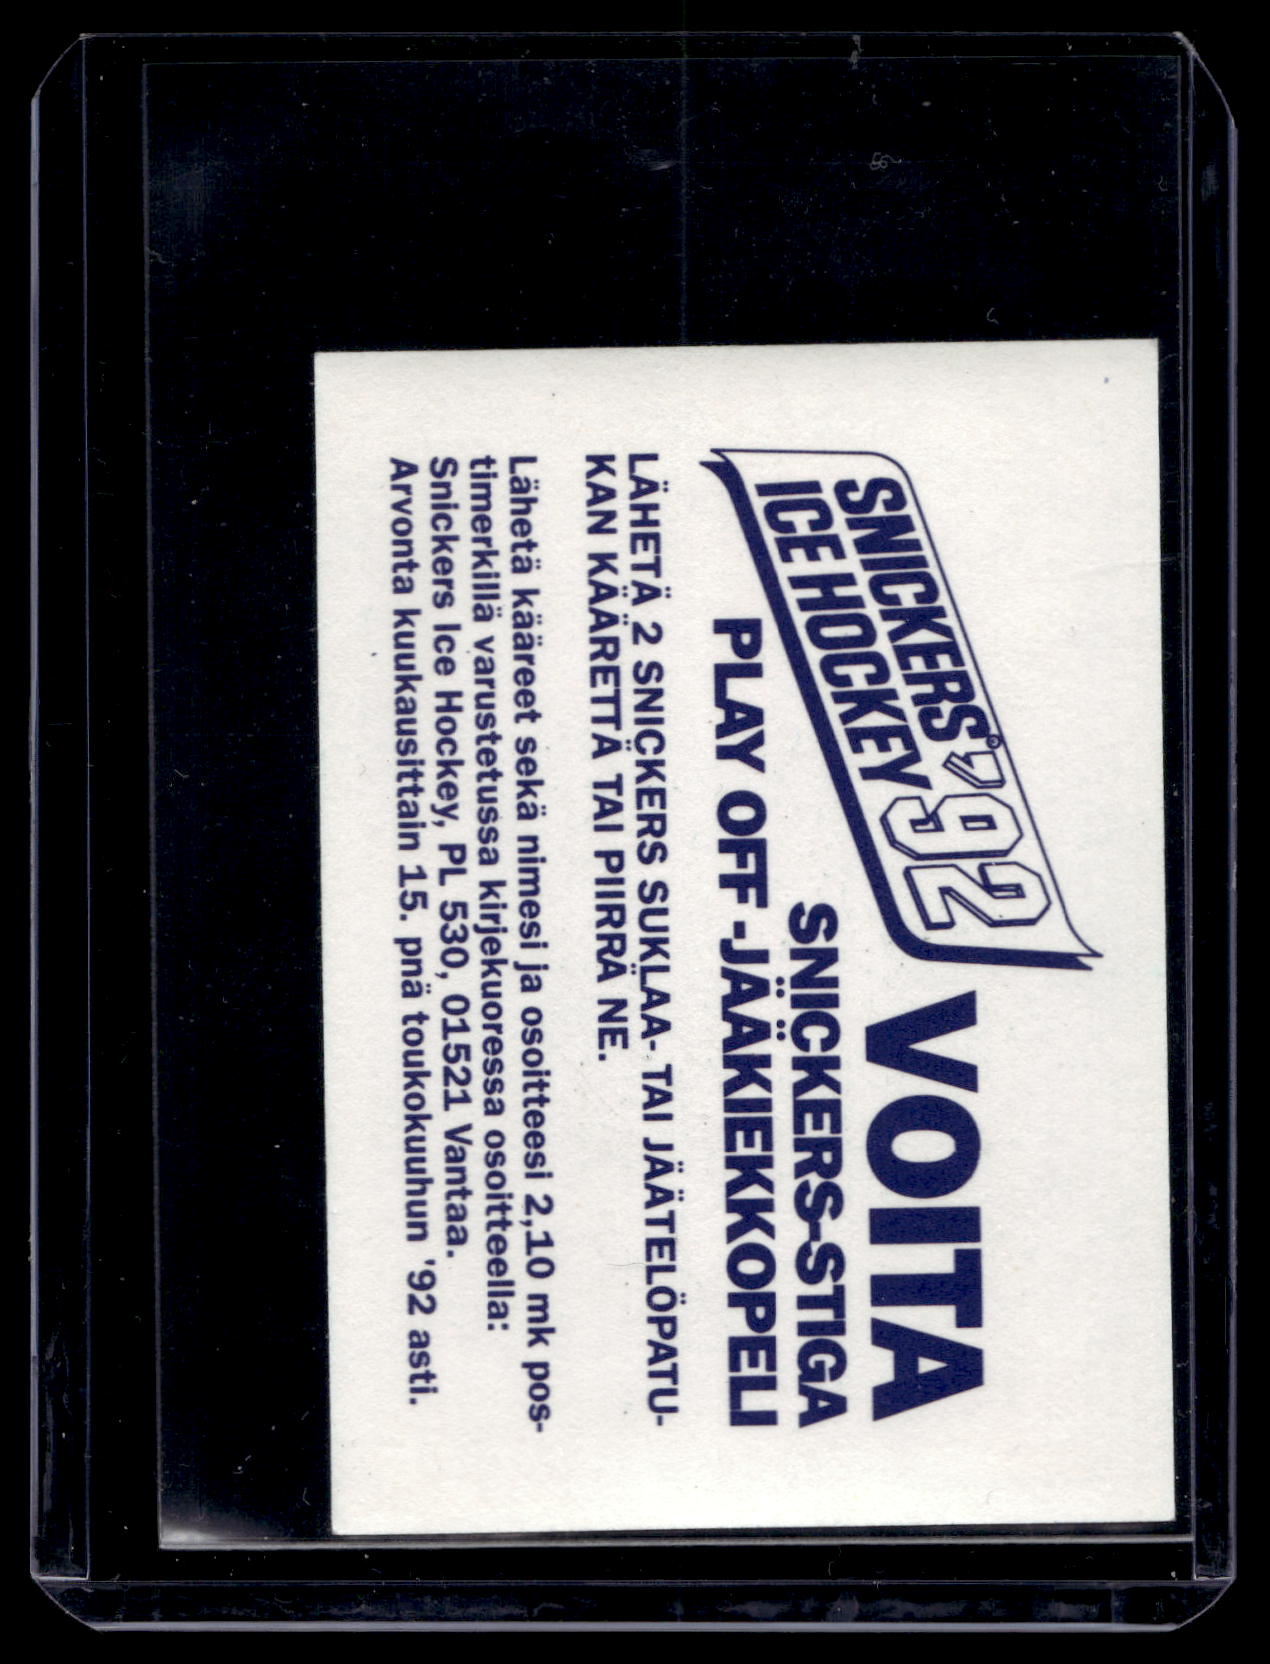 SNICKERS® '92
ICE HOCKEY
VOITA
SNICKERS-STIGA
PLAY OFF -JÄÄKIEKKOPELI
LÄHETÄ 2 SNICKERS SUKLAA- TAI JÄÄTELÖPATU-
KAN KÄÄRETTÄ TAI PIIRRÄ NE.
Lähetä kääreet sekä nimesi ja osoitteesi 2,10 mk pos-
timerkillä varustetussa kirjekuoressa osoitteella:
Snickers Ice Hockey, PL 530, 01521 Vantaa.
Arvonta kuukausittain 15. pnä toukokuuhun '92 asti.